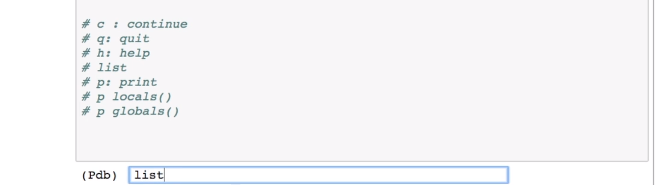 # c : continue
# q: quit
# h: help
# list
# p: print
# p locals()
# p globals()
(Pdb) list